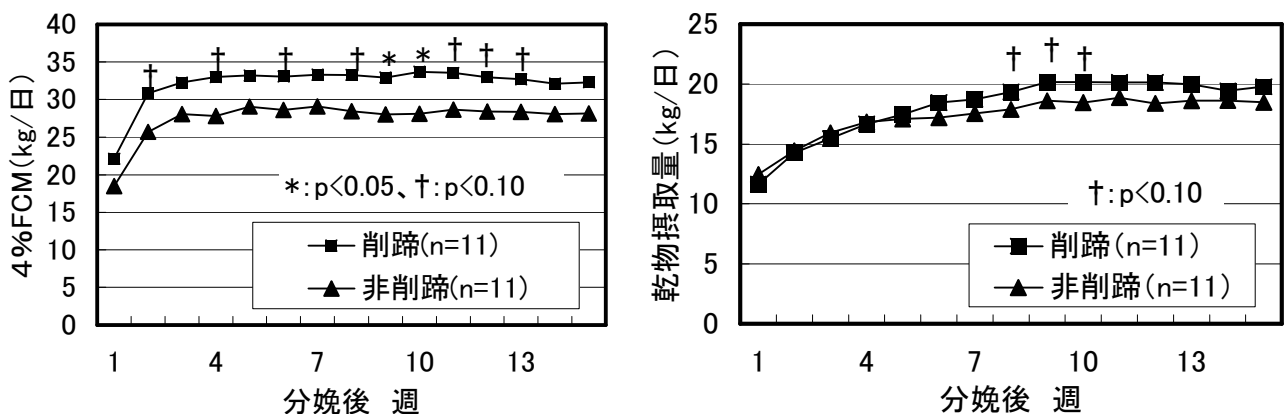 4%FCM(kg/日)
40
35
30
25
20
15
10
5
0
† † † † * * † † †
*:p<0.05、†:p<0.10
削蹄(n=11)
非削蹄(n=11)
1 4 7 10 13
分娩後 週
乾物摂取量(kg/日)
25
20
15
10
5
0
† † †
†:p<0.10
削蹄(n=11)
非削蹄(n=11)
1 4 7 10 13
分娩後 週